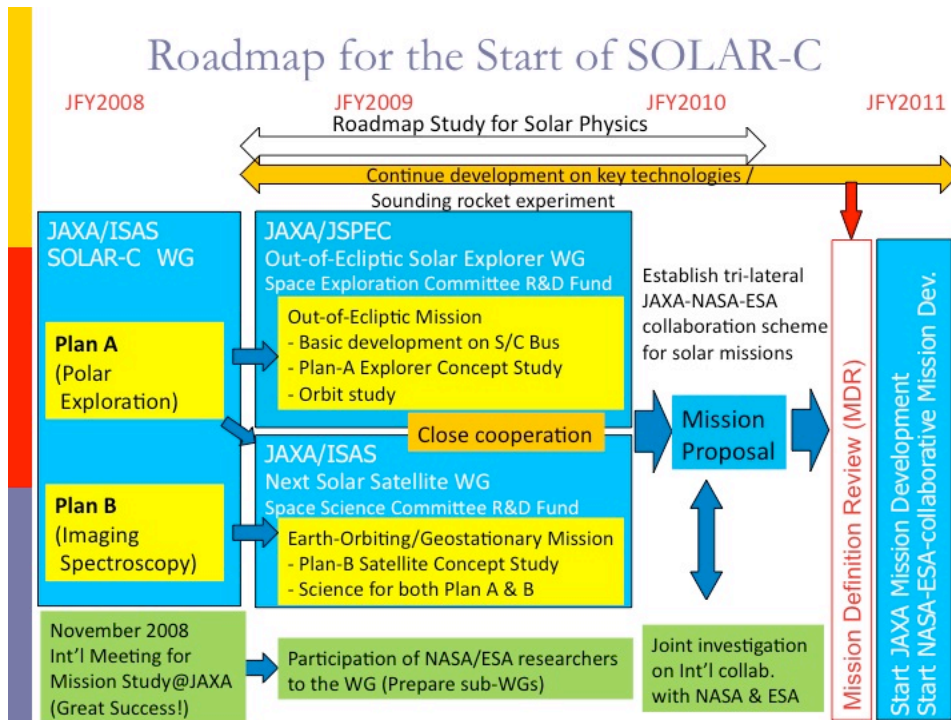 Roadmap for the Start of SOLAR-C
JFY2008
JFY2009
JFY2010
JFY2011
Roadmap Study for Solar Physics
Continue development on key technologies /
Sounding rocket experiment
JAXA/ISAS
SOLAR-C WG
Plan A
(Polar
Exploration)
Plan B
(Imaging
Spectroscopy)
JAXA/JSPEC
Out-of-Ecliptic Solar Explorer WG
Space Exploration Committee R&D Fund
Out-of-Ecliptic Mission
- Basic development on S/C Bus
- Plan-A Explorer Concept Study
- Orbit study
Close cooperation
JAXA/ISAS
Next Solar Satellite WG
Space Science Committee R&D Fund
Earth-Orbiting/Geostationary Mission
- Plan-B Satellite Concept Study
- Science for both Plan A & B
Establish tri-lateral
JAXA-NASA-ESA
collaboration scheme
for solar missions
Mission
Proposal
Mission Definition Review (MDR)
Start JAXA Mission Development
Start NASA-ESA-collaborative Mission Dev.
November 2008
Int'l Meeting for
Mission Study@JAXA
(Great Success!)
Participation of NASA/ESA researchers
to the WG (Prepare sub-WGs)
Joint investigation
on Int'l collab.
with NASA & ESA